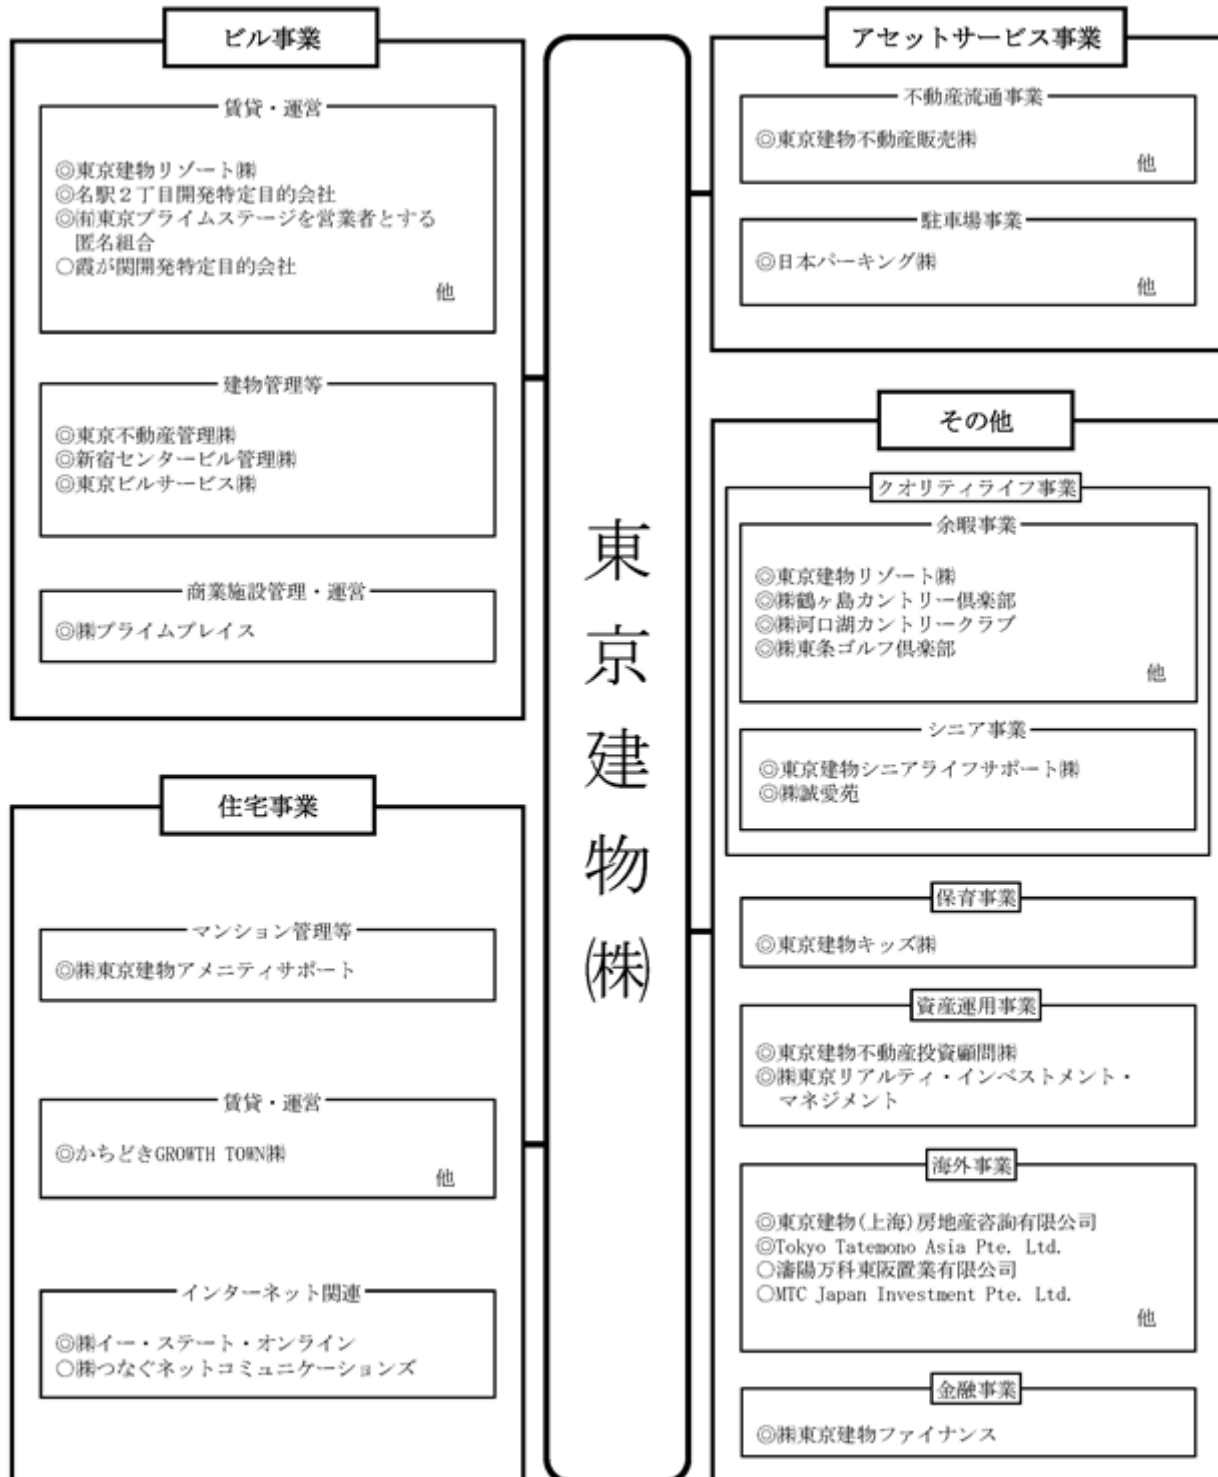 ビル事業
賃貸・運営
◎東京建物リゾート㈱
◎名駅２丁目開発特定目的会社
◎㈲東京プライムステージを営業者とする
匿名組合
○霞が関開発特定目的会社
他
建物管理等
◎東京不動産管理㈱
◎新宿センタービル管理㈱
◎東京ビルサービス㈱
商業施設管理・運営
◎㈱プライムプレイス
住宅事業
マンション管理等
◎㈱東京建物アメニティサポート
賃貸・運営
◎かちどきGROWTH TOWN㈱
他
インターネット関連
◎㈱イー・ステート・オンライン
○㈱つなぐネットコミュニケーションズ
東京建物㈱
アセットサービス事業
不動産流通事業
◎東京建物不動産販売㈱
他
駐車場事業
◎日本パーキング㈱
他
その他
クオリティライフ事業
余暇事業
◎東京建物リゾート㈱
◎㈱鶴ヶ島カントリー倶楽部
◎㈱河口湖カントリークラブ
◎㈱東条ゴルフ倶楽部
他
シニア事業
◎東京建物シニアライフサポート㈱
◎㈱誠愛苑
保育事業
◎東京建物キッズ㈱
資産運用事業
◎東京建物不動産投資顧問㈱
◎㈱東京リアルティ・インベストメント・
マネジメント
海外事業
◎東京建物(上海)房地産咨詢有限公司
◎Tokyo Tatemono Asia Pte. Ltd.
○瀋陽万科東阪置業有限公司
○MTC Japan Investment Pte. Ltd.
他
金融事業
◎㈱東京建物ファイナンス